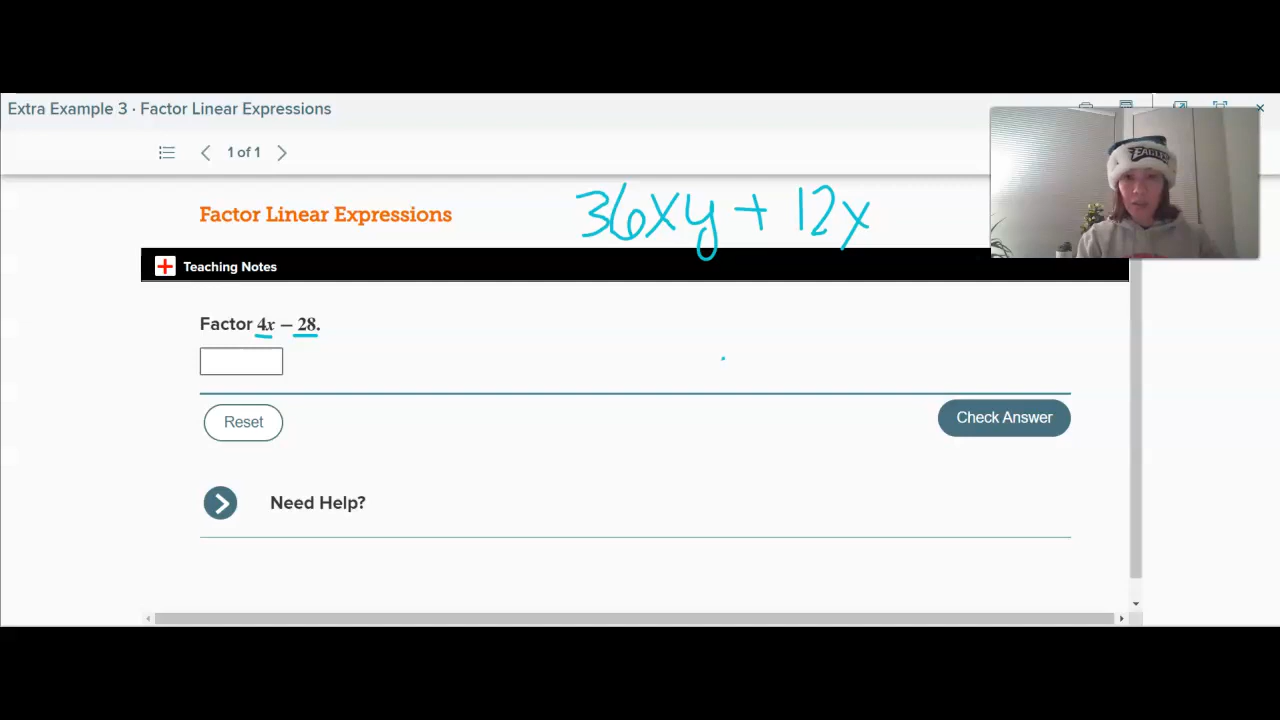 Extra Example 3 · Factor Linear Expressions
1 of 1
Factor Linear Expressions
36xy + 12x
EAGLES
Teaching Notes
Factor 4x − 28.
Reset
Check Answer
Need Help?